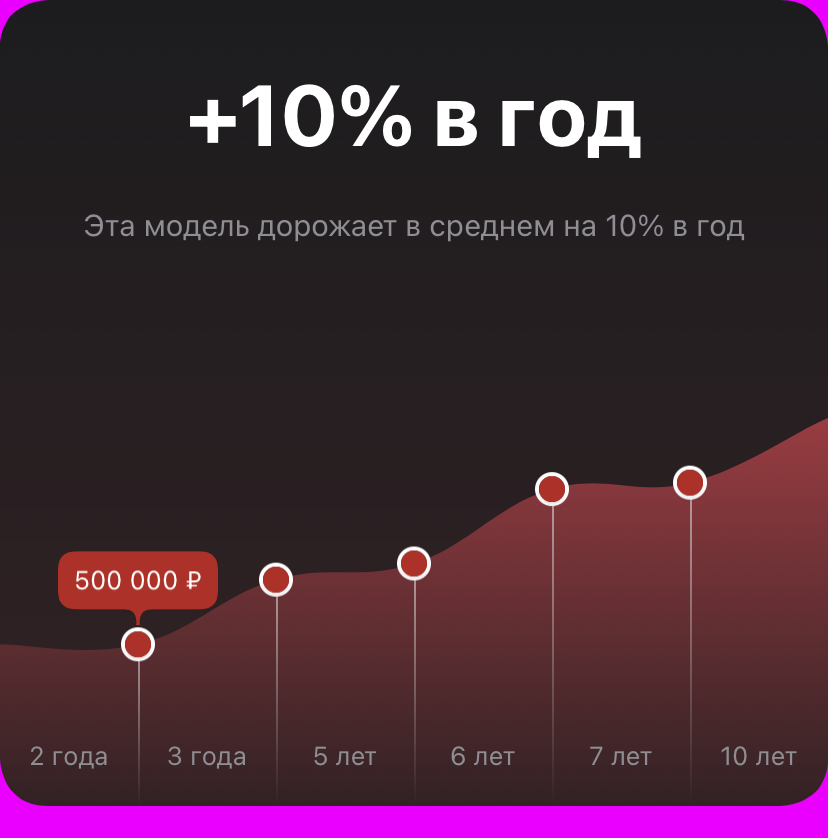 +10% в год
Эта модель дорожает в среднем на 10% в год
500 000 ₽
2 года
3 года
5 лет
6 лет
7 лет
10 лет